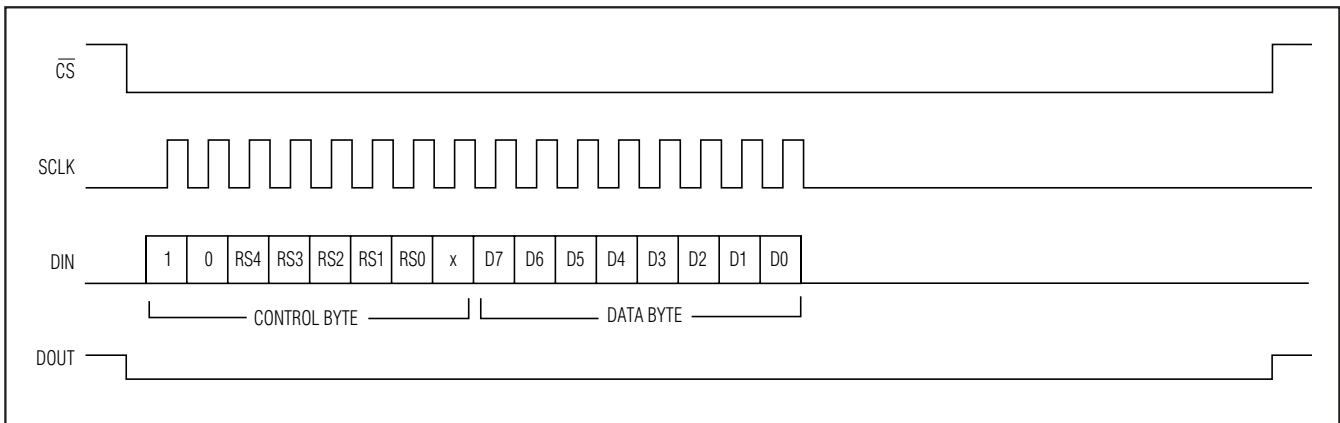 CS
SCLK
DIN 1 0 RS4 RS3 RS2 RS1 RS0 x D7 D6 D5 D4 D3 D2 D1 D0
CONTROL BYTE DATA BYTE
DOUT